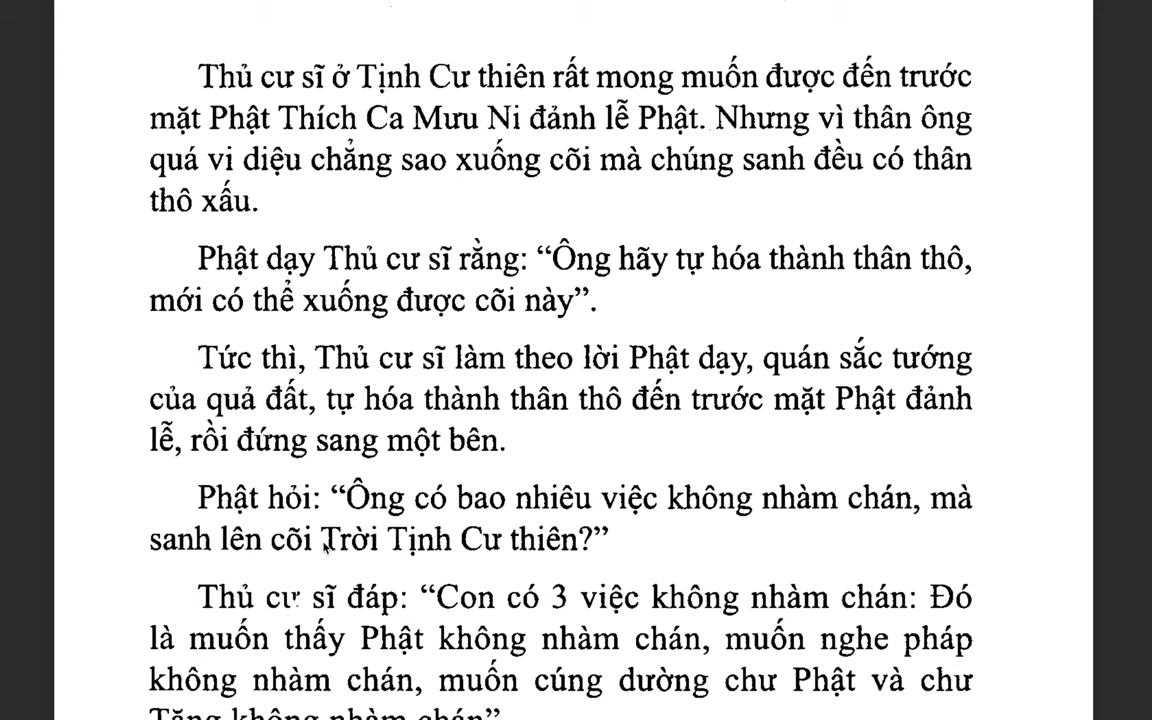 Thủ cư sĩ ở Tịnh Cư thiên rất mong muốn được đến trước
mặt Phật Thích Ca Mưu Ni đảnh lễ Phật. Nhưng vì thân ông
quá vi diệu chẳng sao xuống cõi mà chúng sanh đều có thân
thô xấu.
Phật dạy Thủ cư sĩ rằng: “Ông hãy tự hóa thành thân thô,
mới có thể xuống được cõi này”.
Tức thì, Thủ cư sĩ làm theo lời Phật dạy, quán sắc tướng
của quả đất, tự hóa thành thân thô đến trước mặt Phật đảnh
lễ, rồi đứng sang một bên.
Phật hỏi: “Ông có bao nhiêu việc không nhàm chán, mà
sanh lên cõi Trời Tịnh Cư thiên?”
Thủ cư sĩ đáp: “Con có 3 việc không nhàm chán: Đó
là muốn thấy Phật không nhàm chán, muốn nghe pháp
không nhàm chán, muốn cúng dường chư Phật và chư
Tăng không nhàm chán”